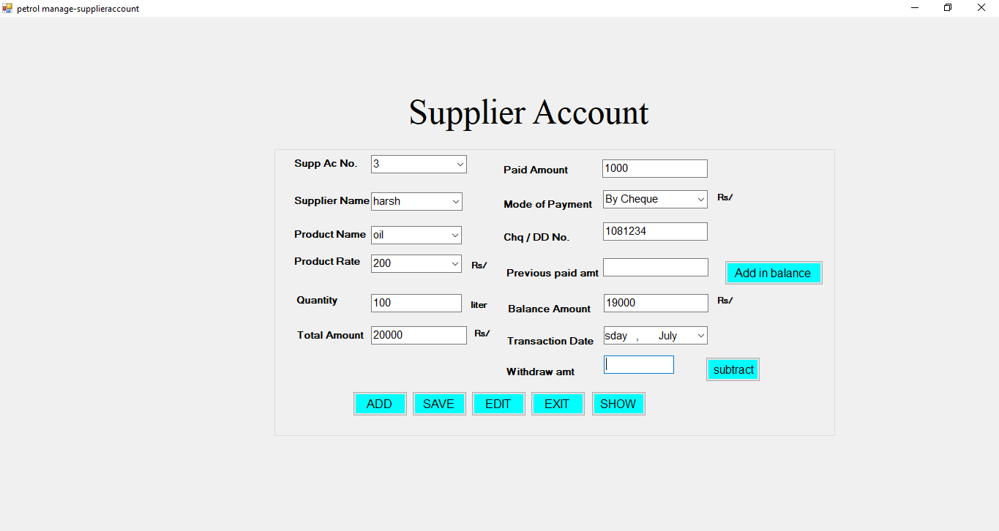 petrol manage-supplieraccount
Supplier Account
Supp Ac No. 3
Supplier Name harsh
Product Name oil
Product Rate 200 Rs/
Quantity 100 liter
Total Amount 20000 Rs/
Paid Amount 1000
Mode of Payment By Cheque Rs/
Chq / DD No. 1081234
Previous paid amt Add in balance
Balance Amount 19000 Rs/
Transaction Date sday , July
Withdraw amt subtract
ADD SAVE EDIT EXIT SHOW